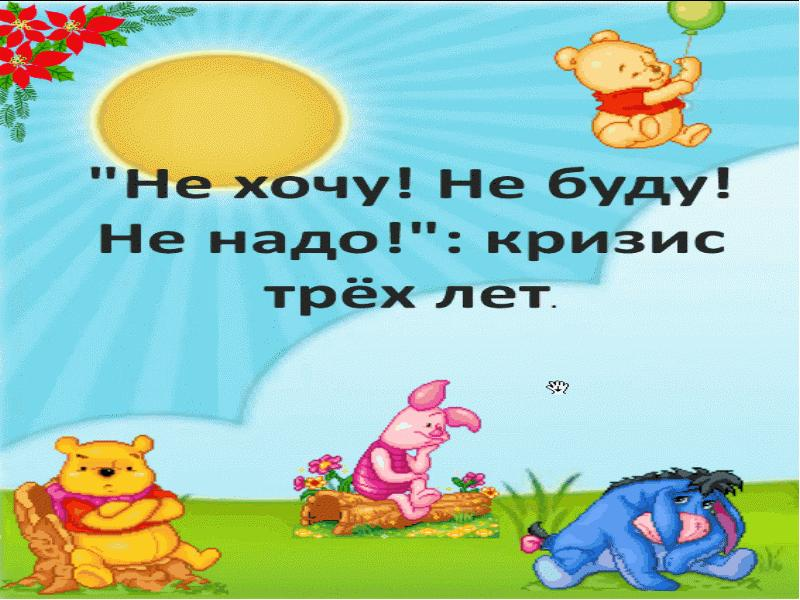 "Не хочу! Не буду!
Не надо!": кризис
трёх лет.